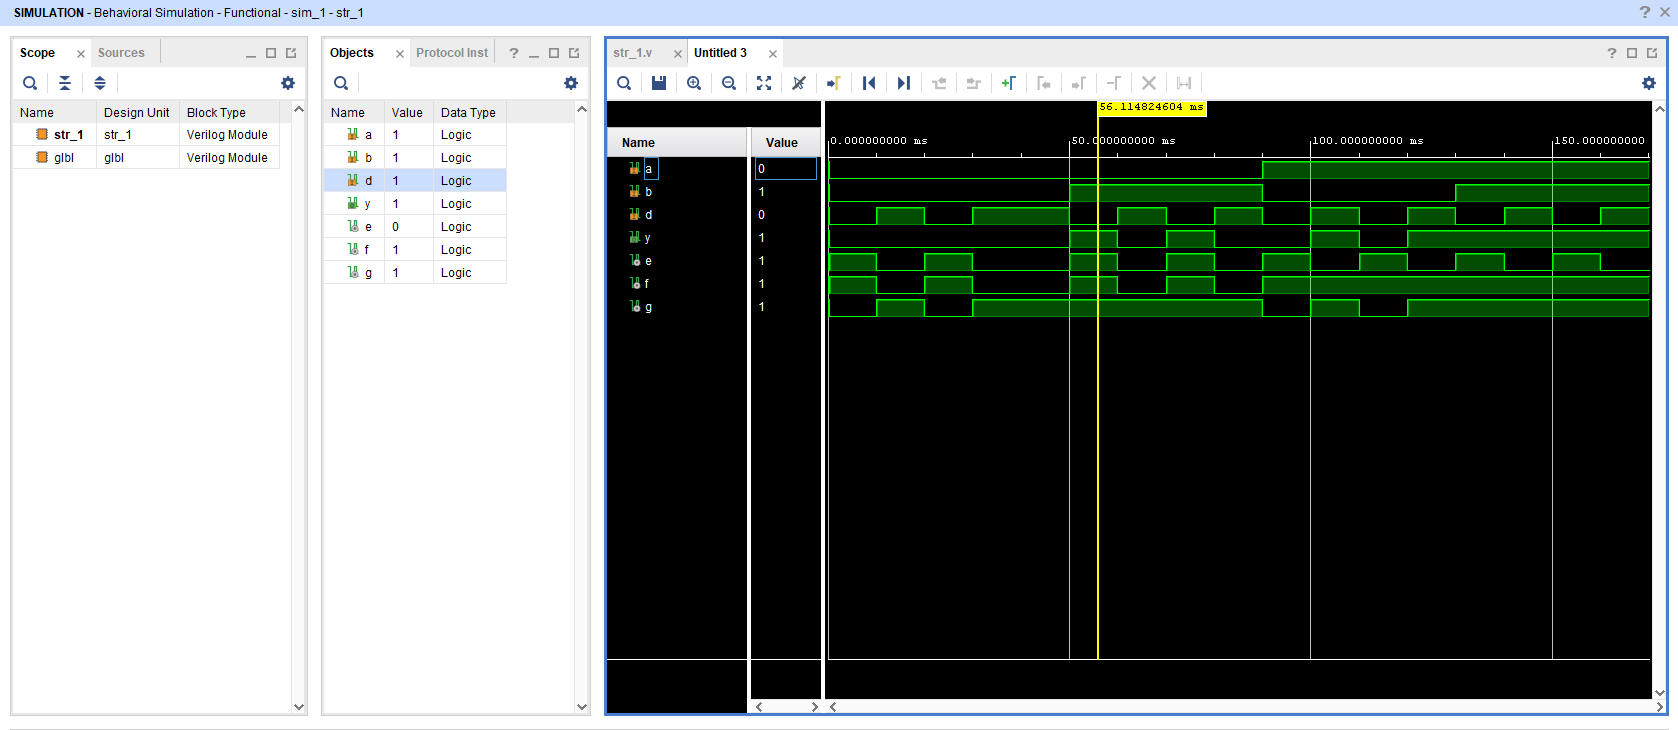 SIMULATION - Behavioral Simulation - Functional - sim_1 - str_1
Scope
Sources
Name Design Unit Block Type
str_1 str_1 Verilog Module
glbl glbl Verilog Module
Objects
Protocol Inst
Name Value Data Type
a 1 Logic
b 1 Logic
d 1 Logic
y 1 Logic
e 0 Logic
f 1 Logic
g 1 Logic
str_1.v
Untitled 3
56.114824604 ms
Name Value
0.000000000 ms 50.000000000 ms 100.000000000 ms 150.000000000
a 0
b 1
d 0
y 1
e 1
f 1
g 1